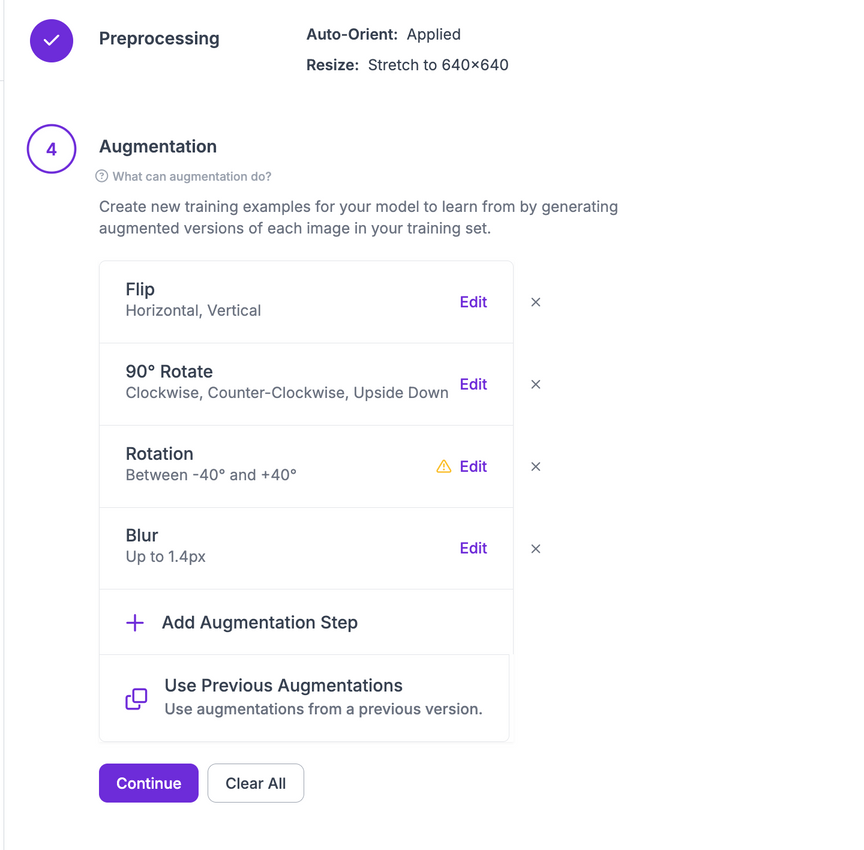 Preprocessing
Auto-Orient: Applied
Resize: Stretch to 640×640
4
Augmentation
What can augmentation do?
Create new training examples for your model to learn from by generating
augmented versions of each image in your training set.
Flip
Horizontal, Vertical
Edit
90° Rotate
Clockwise, Counter-Clockwise, Upside Down
Edit
Rotation
Between -40° and +40°
Edit
Blur
Up to 1.4px
Edit
Add Augmentation Step
Use Previous Augmentations
Use augmentations from a previous version.
Continue
Clear All